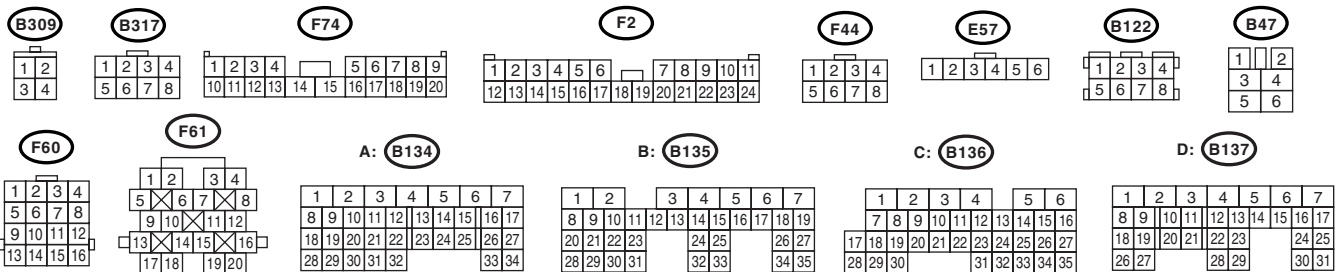 B309
1 2
3 4
B317
1 2 3 4
5 6 7 8
F74
1 2 3 4 5 6 7 8 9
10 11 12 13 14 15 16 17 18 19 20
F2
1 2 3 4 5 6 7 8 9 10 11
12 13 14 15 16 17 18 19 20 21 22 23 24
F44
1 2 3 4
5 6 7 8
E57
1 2 3 4 5 6
B122
1 2 3 4
5 6 7 8
B47
1 2
3 4
5 6
F60
1 2 3 4
5 6 7 8
9 10 11 12
13 14 15 16
F61
1 2 3 4
5 6 7 8
9 10 11 12
13 14 15 16
17 18 19 20
A: B134
1 2 3 4 5 6 7
8 9 10 11 12 13 14 15 16 17
18 19 20 21 22 23 24 25 26 27
28 29 30 31 32 33 34
B: B135
1 2 3 4 5 6 7
8 9 10 11 12 13 14 15 16 17 18 19
20 21 22 23 24 25 26 27
28 29 30 31 32 33 34 35
C: B136
1 2 3 4 5 6
7 8 9 10 11 12 13 14 15 16
17 18 19 20 21 22 23 24 25 26 27
28 29 30 31 32 33 34 35
D: B137
1 2 3 4 5 6 7
8 9 10 11 12 13 14 15 16 17
18 19 20 21 22 23 24 25
26 27 28 29 30 31